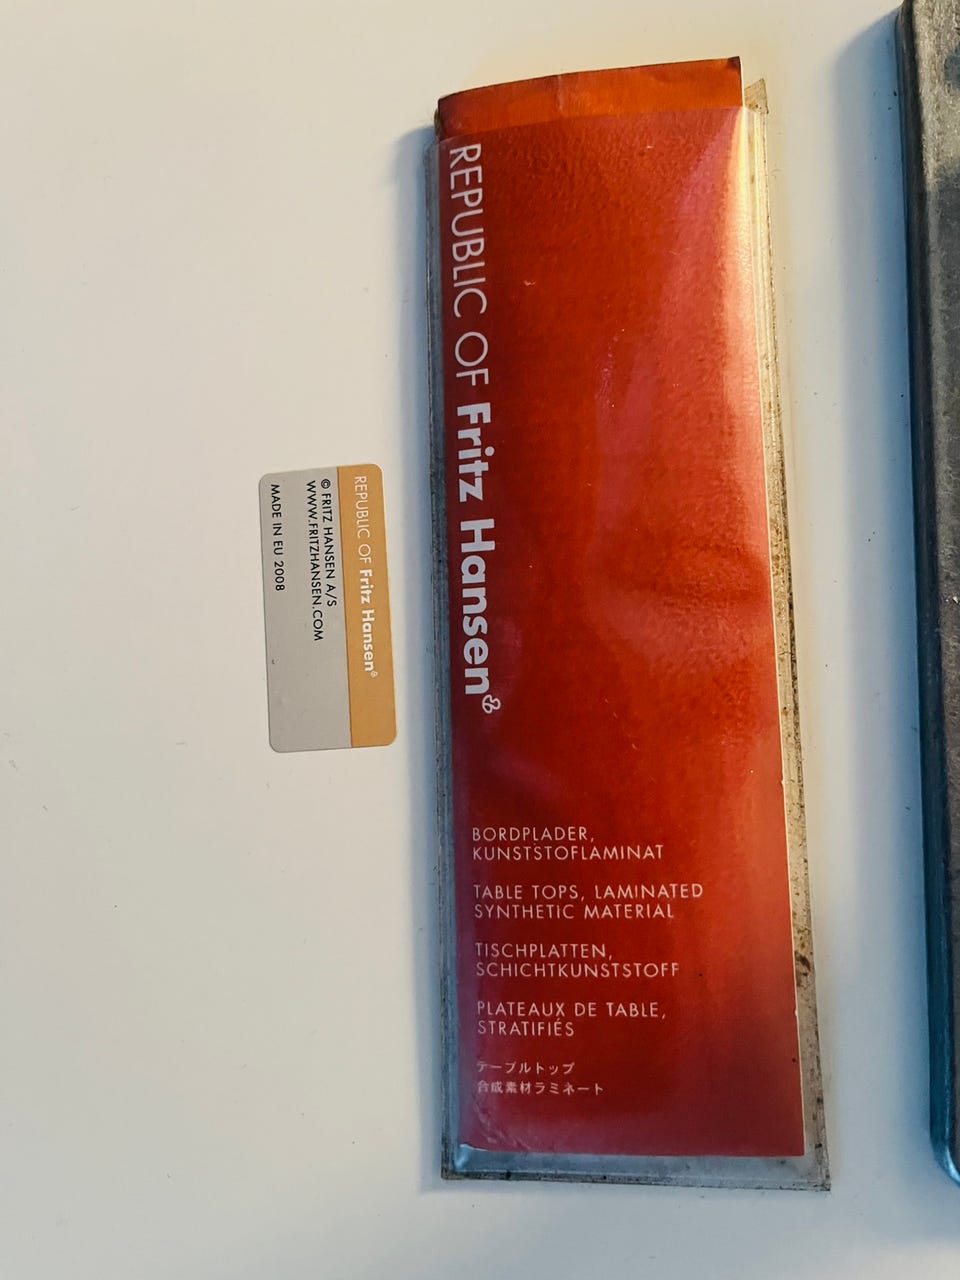 REPUBLIC OF Fritz Hansen®
© FRITZ HANSEN A/S
WWW.FRITZHANSEN.COM
MADE IN EU 2008
REPUBLIC OF Fritz Hansen
BORDPLADER,
KUNSTSTOFLAMINAT
TABLE TOPS, LAMINATED
SYNTHETIC MATERIAL
TISCHPLATTEN,
SCHICHTKUNSTSTOFF
PLATEAUX DE TABLE,
STRATIFIÉS
テーブルトップ
合成素材ラミネート